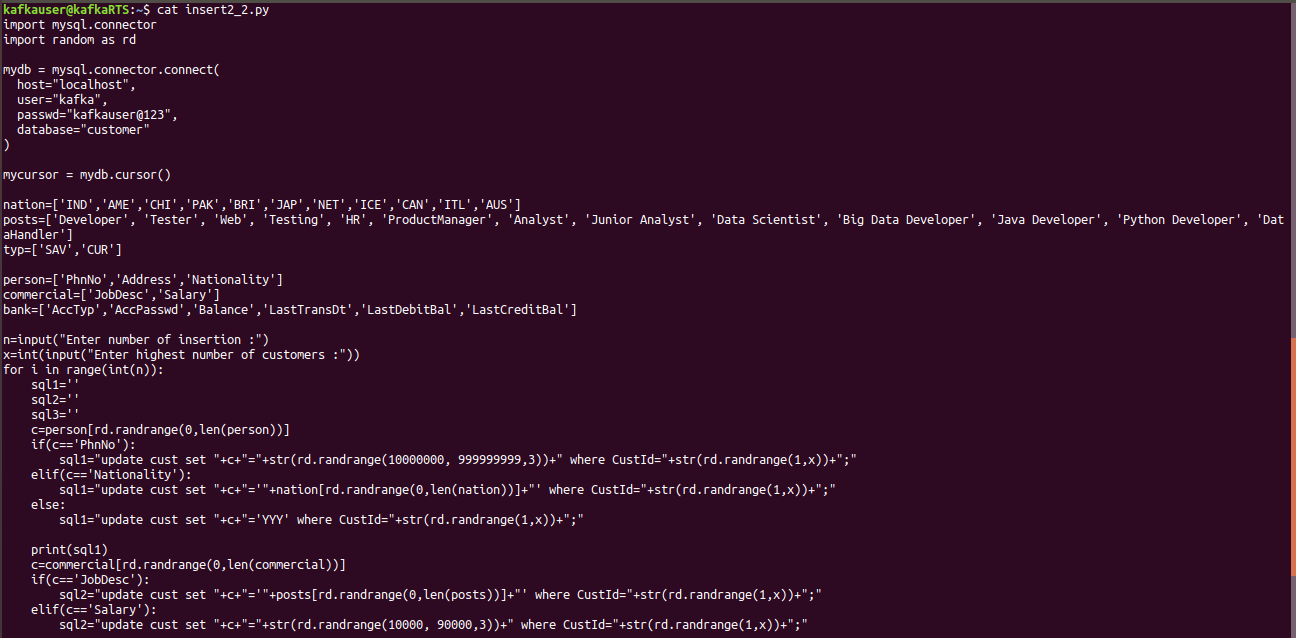 kafkauser@kafkaRTS:~$ cat insert2_2.py
import mysql.connector
import random as rd

mydb = mysql.connector.connect(
  host="localhost",
  user="kafka",
  passwd="kafkauser@123",
  database="customer"
)

mycursor = mydb.cursor()

nation=['IND','AME','CHI','PAK','BRI','JAP','NET','ICE','CAN','ITL','AUS']
posts=['Developer', 'Tester', 'Web', 'Testing', 'HR', 'ProductManager', 'Analyst', 'Junior Analyst', 'Data Scientist', 'Big Data Developer', 'Java Developer', 'Python Developer', 'Dat
aHandler']
typ=['SAV','CUR']

person=['PhnNo','Address','Nationality']
commercial=['JobDesc','Salary']
bank=['AccTyp','AccPasswd','Balance','LastTransDt','LastDebitBal','LastCreditBal']

n=input("Enter number of insertion :")
x=int(input("Enter highest number of customers :"))
for i in range(int(n)):
    sql1=''
    sql2=''
    sql3=''
    c=person[rd.randrange(0,len(person))]
    if(c=='PhnNo'):
        sql1="update cust set "+c+"="+str(rd.randrange(10000000, 999999999,3))+" where CustId="+str(rd.randrange(1,x))+";"
    elif(c=='Nationality'):
        sql1="update cust set "+c+"='"+nation[rd.randrange(0,len(nation))]+"' where CustId="+str(rd.randrange(1,x))+";"
    else:
        sql1="update cust set "+c+"='YYY' where CustId="+str(rd.randrange(1,x))+";"

    print(sql1)
    c=commercial[rd.randrange(0,len(commercial))]
    if(c=='JobDesc'):
        sql2="update cust set "+c+"='"+posts[rd.randrange(0,len(posts))]+"' where CustId="+str(rd.randrange(1,x))+";"
    elif(c=='Salary'):
        sql2="update cust set "+c+"="+str(rd.randrange(10000, 90000,3))+" where CustId="+str(rd.randrange(1,x))+";"